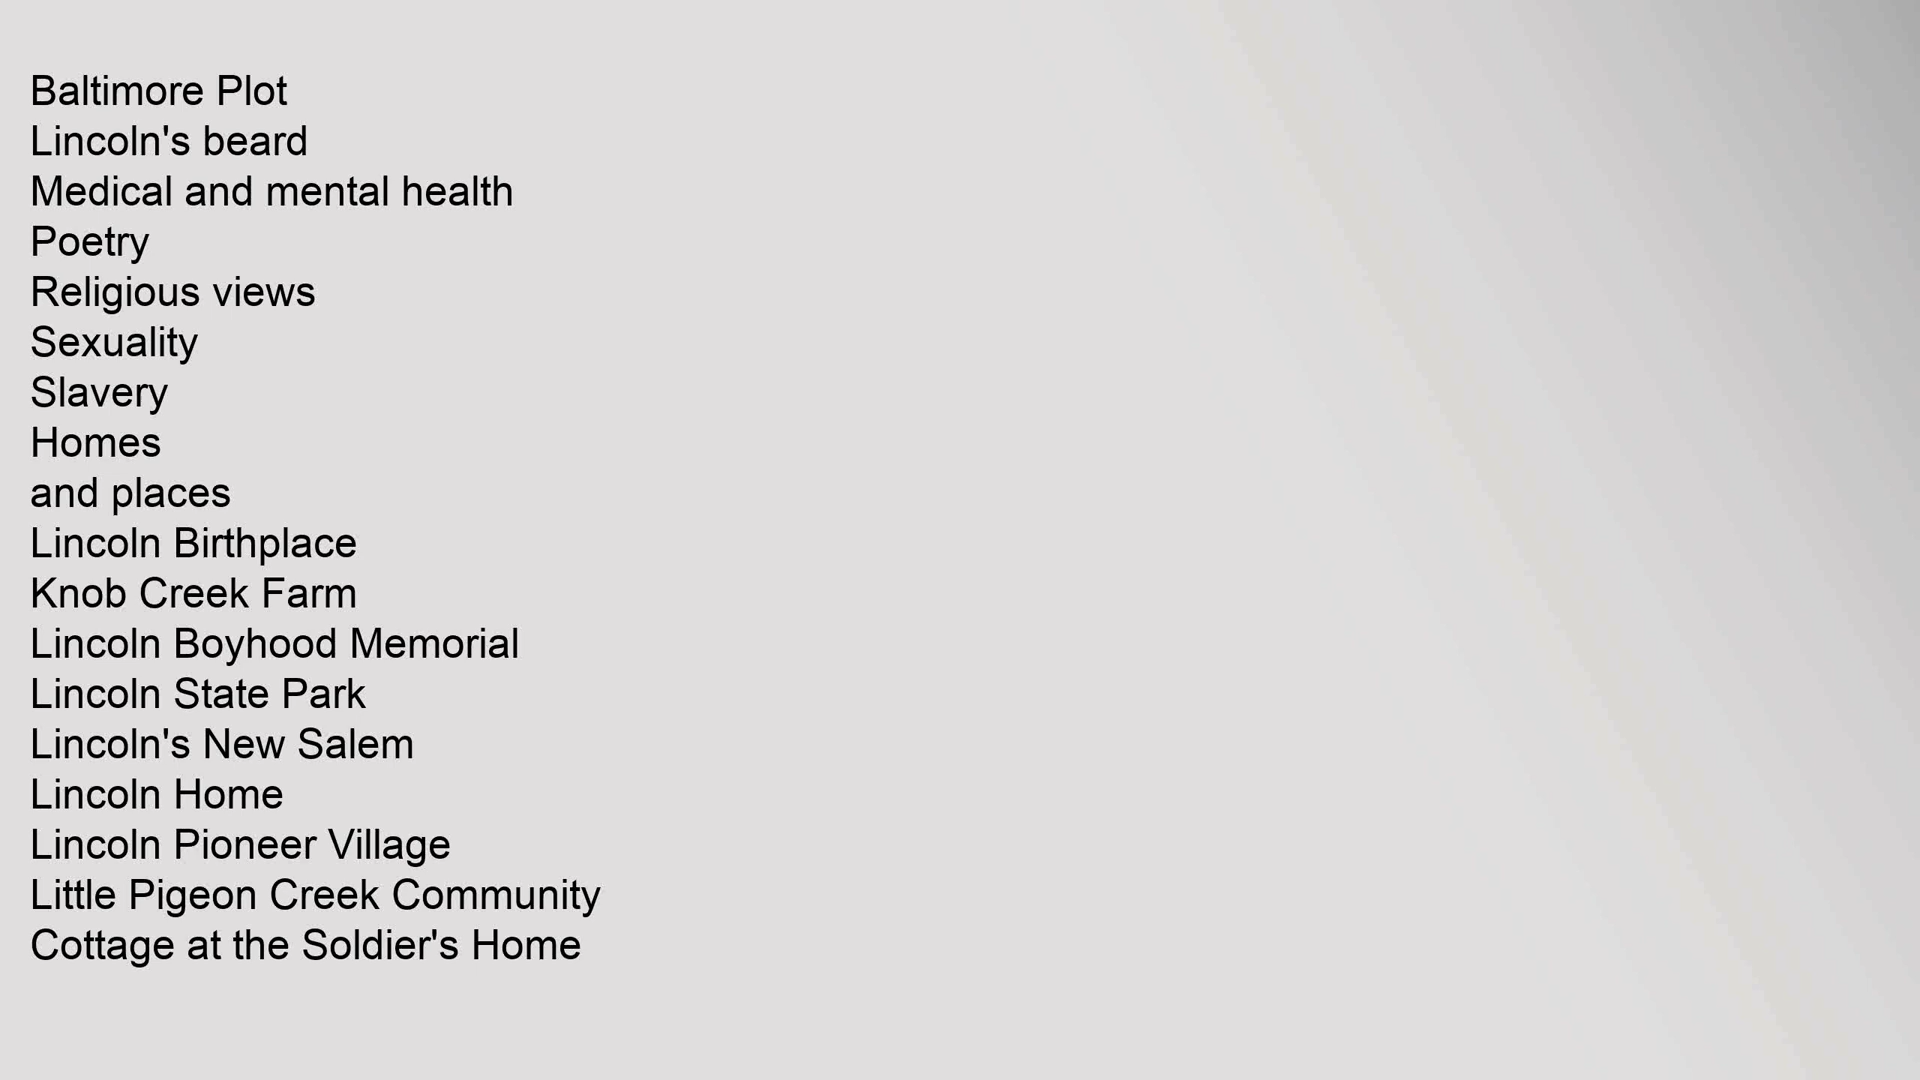 Baltimore Plot
Lincoln's beard
Medical and mental health
Poetry
Religious views
Sexuality
Slavery
Homes
and places
Lincoln Birthplace
Knob Creek Farm
Lincoln Boyhood Memorial
Lincoln State Park
Lincoln's New Salem
Lincoln Home
Lincoln Pioneer Village
Little Pigeon Creek Community
Cottage at the Soldier's Home